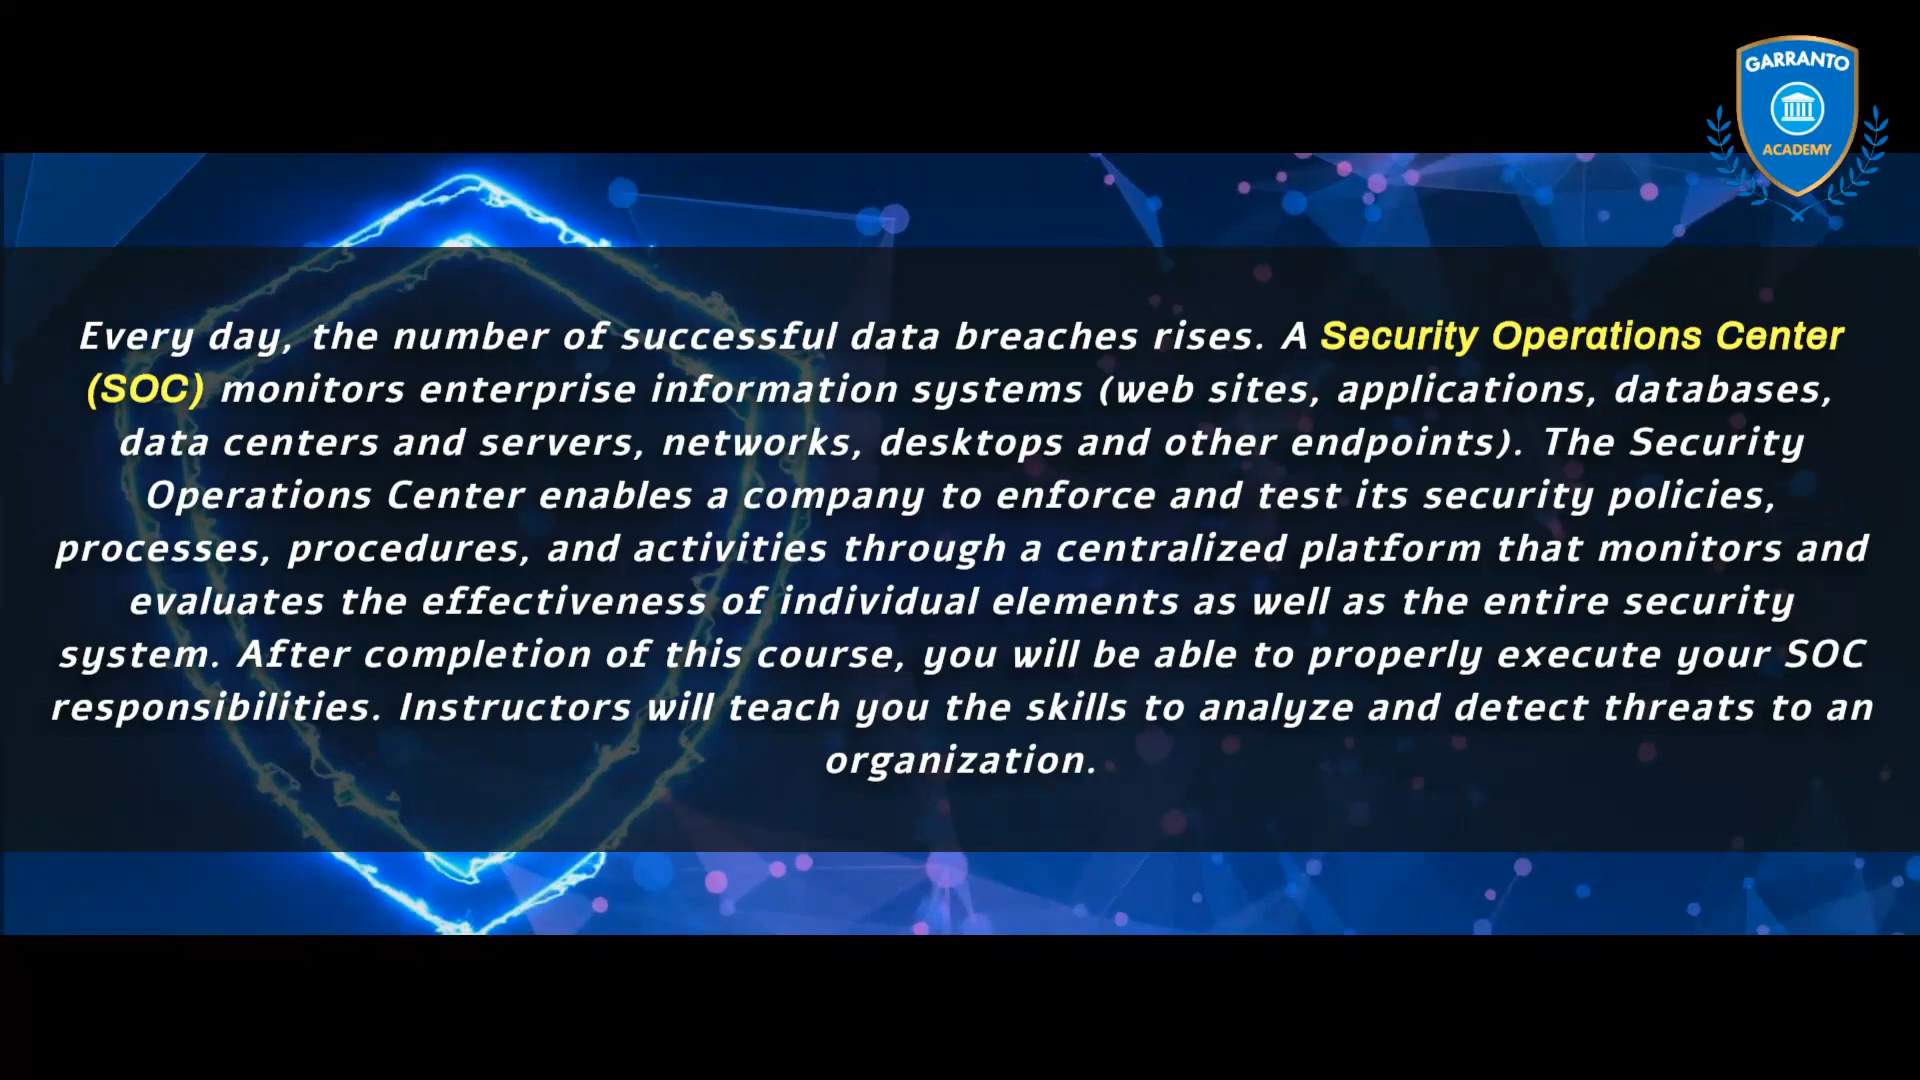 GARRANTO
ACADEMY
Every day, the number of successful data breaches rises. A Security Operations Center
(SOC) monitors enterprise information systems (web sites, applications, databases,
data centers and servers, networks, desktops and other endpoints). The Security
Operations Center enables a company to enforce and test its security policies,
processes, procedures, and activities through a centralized platform that monitors and
evaluates the effectiveness of individual elements as well as the entire security
system. After completion of this course, you will be able to properly execute your SOC
responsibilities. Instructors will teach you the skills to analyze and detect threats to an
organization.